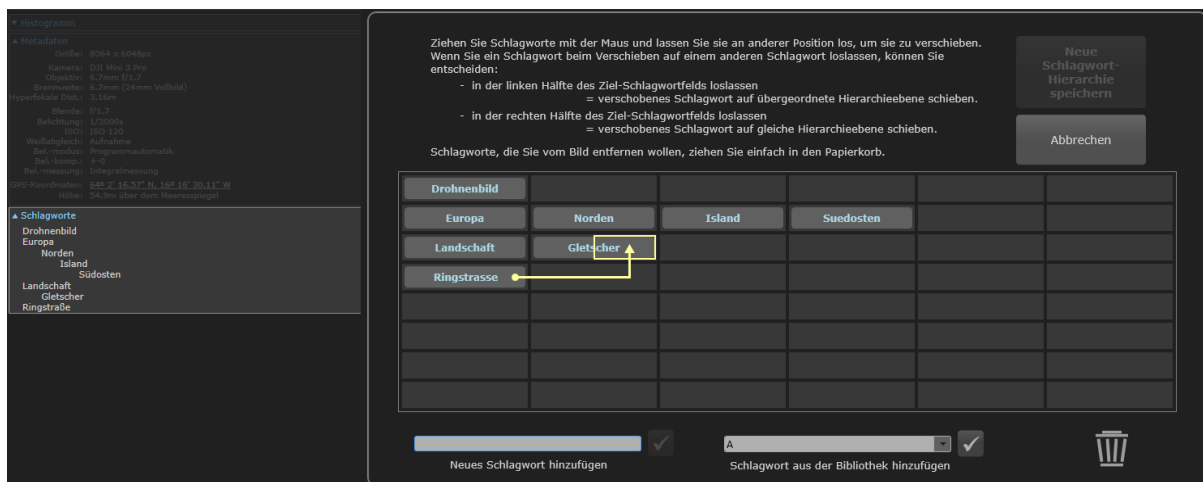 ▼ Histogramm
▲ Metadaten
Größe: 8064 x 6048px
Kamera: DJI Mini 3 Pro
Objektiv: 6.7mm f/1.7
Brennweite: 6.7mm (24mm Vollbild)
Hyperfokale Dist.: 3.16m
Blende: f/1.7
Belichtung: 1/3000s
ISO: ISO 120
Weißabgleich: Aufnahme
Bel.-modus: Programmautomatik
Bel.-komp.: +-0
Bel.-messung: Integralmessung
GPS-Koordinaten: 64º 2' 16.57" N, 16º 16' 30.11" W
Höhe: 54.9m über dem Meeresspiegel
▲ Schlagworte
Drohnenbild
Europa
Norden
Island
Südosten
Landschaft
Gletscher
Ringstraße
Ziehen Sie Schlagworte mit der Maus und lassen Sie sie an anderer Position los, um sie zu verschieben.
Wenn Sie ein Schlagwort beim Verschieben auf einem anderen Schlagwort loslassen, können Sie
entscheiden:
- in der linken Hälfte des Ziel-Schlagwortfelds loslassen
= verschobenes Schlagwort auf übergeordnete Hierarchieebene schieben.
- in der rechten Hälfte des Ziel-Schlagwortfelds loslassen
= verschobenes Schlagwort auf gleiche Hierarchieebene schieben.
Schlagworte, die Sie vom Bild entfernen wollen, ziehen Sie einfach in den Papierkorb.
Neue
Schlagwort-
Hierarchie
speichern
Abbrechen
Drohnenbild
Europa Norden Island Suedosten
Landschaft Gletscher
Ringstrasse
A
Neues Schlagwort hinzufügen
Schlagwort aus der Bibliothek hinzufügen